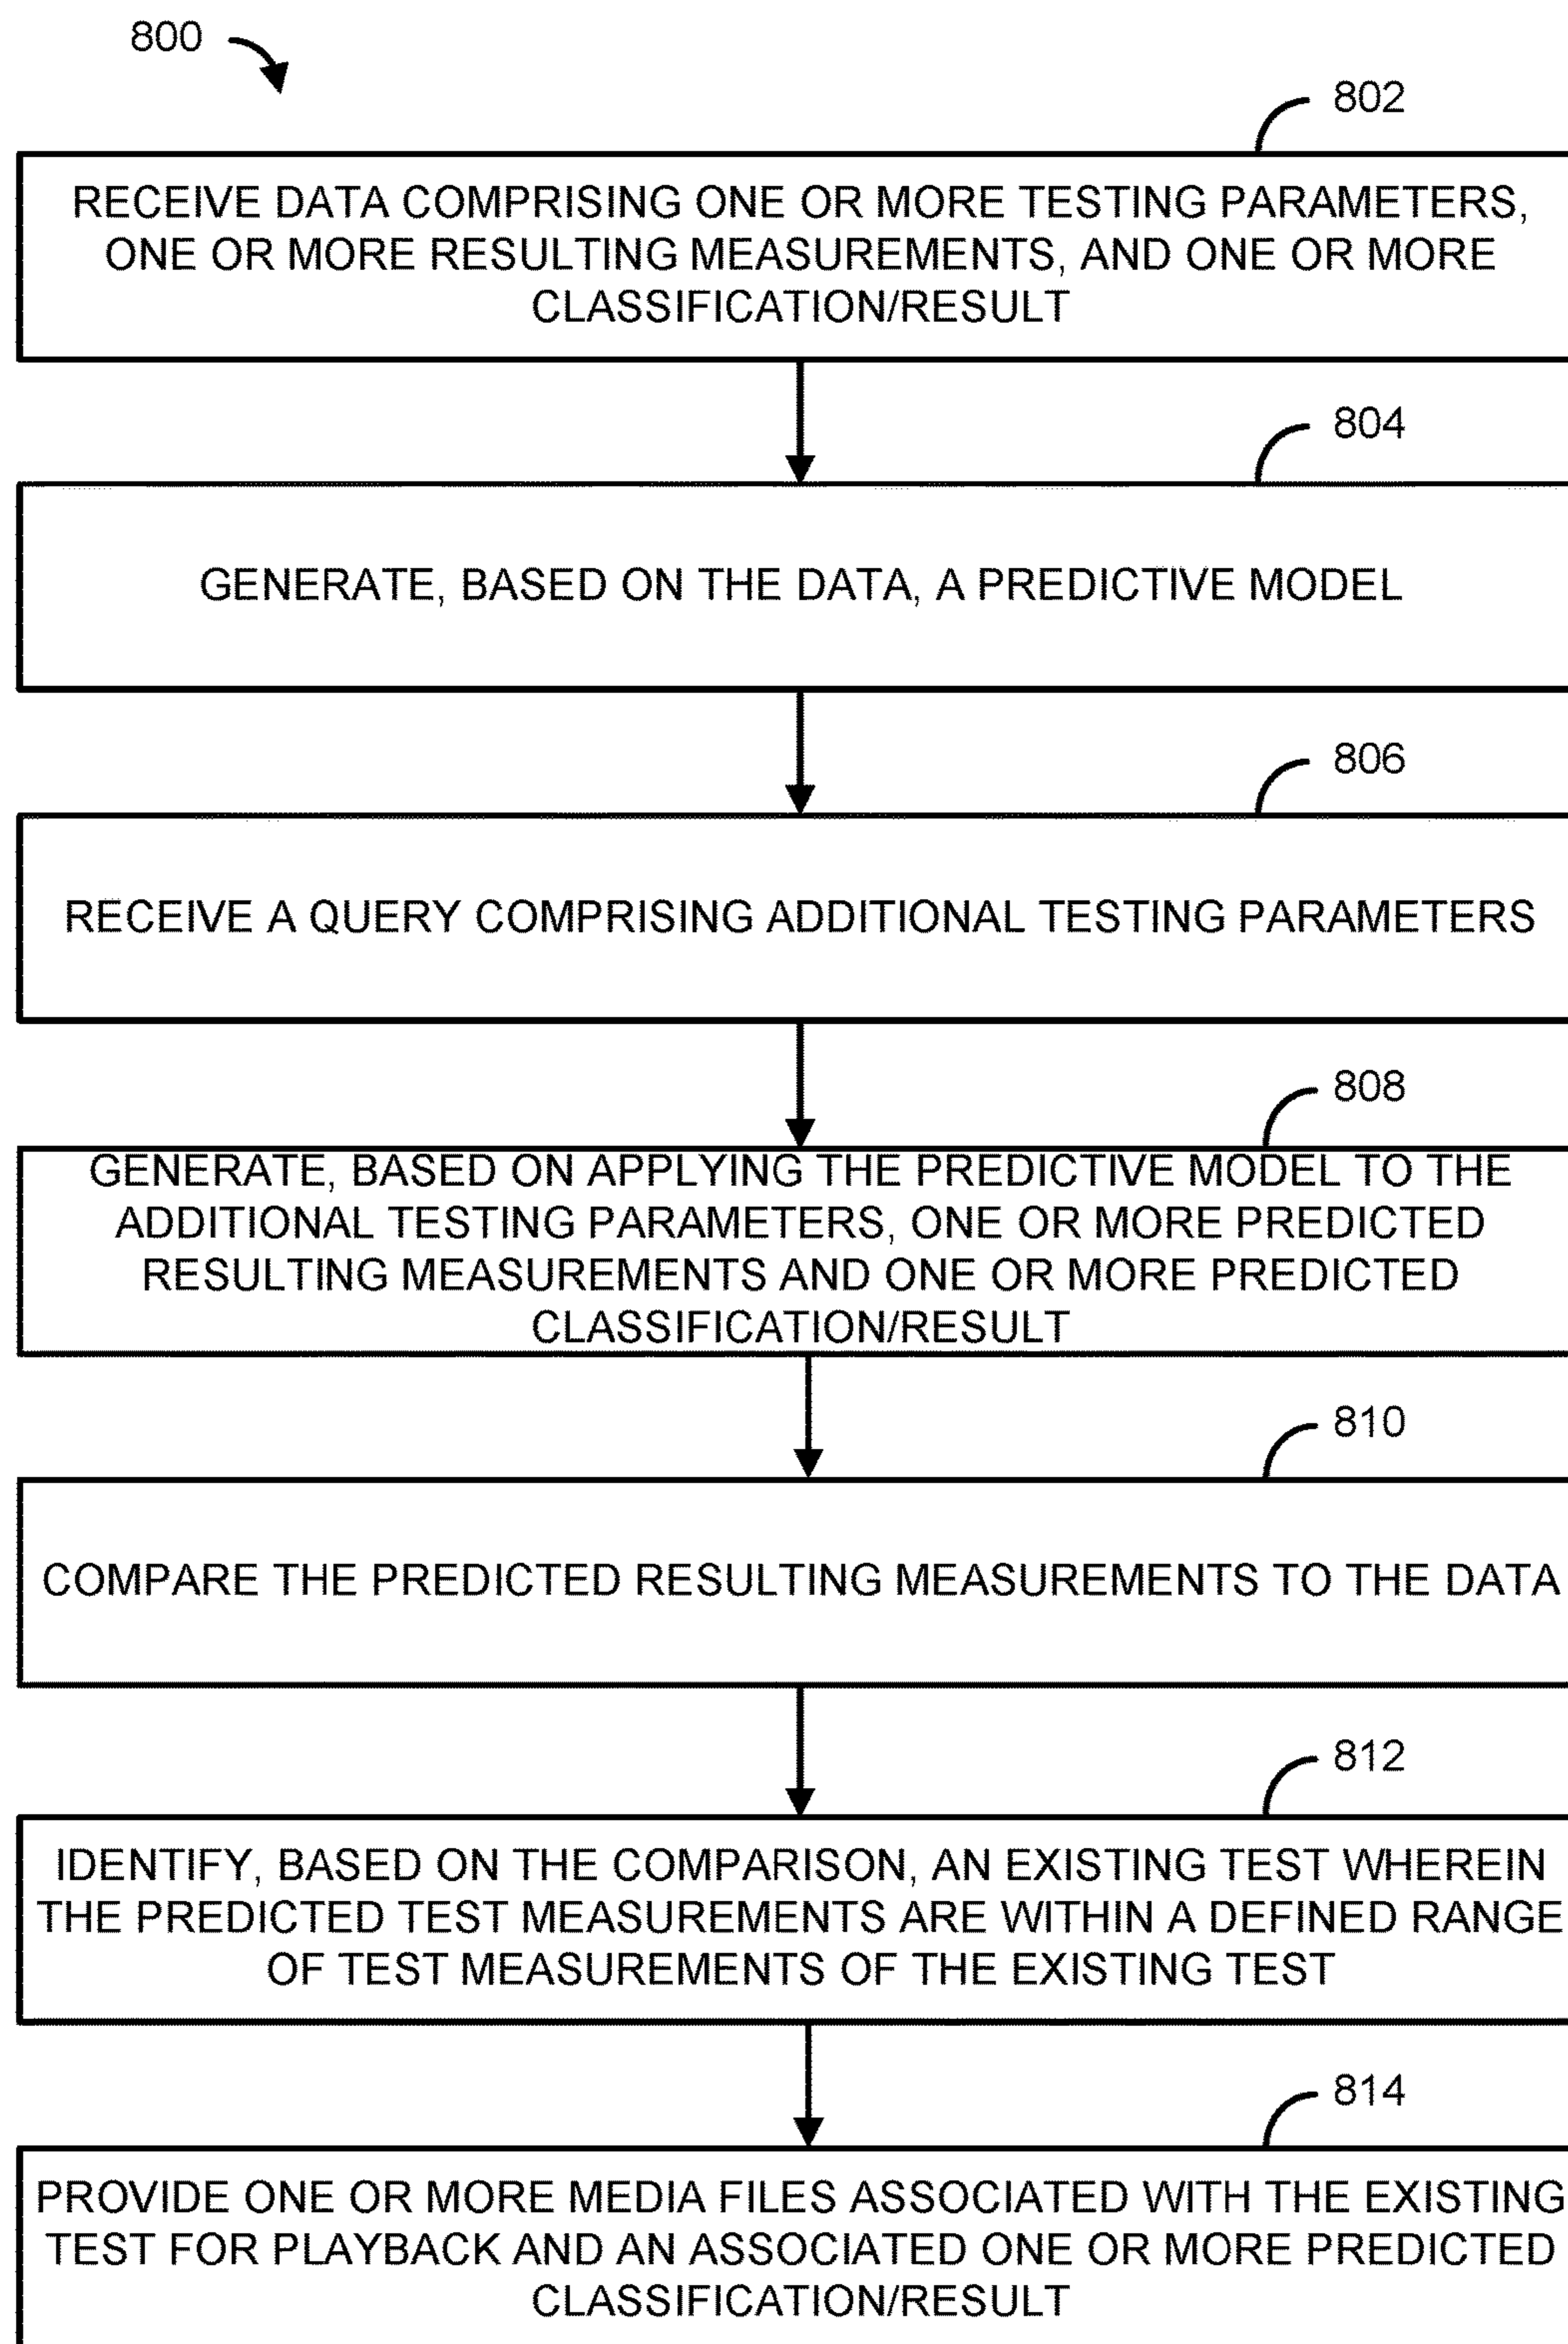 800
802
RECEIVE DATA COMPRISING ONE OR MORE TESTING PARAMETERS,
ONE OR MORE RESULTING MEASUREMENTS, AND ONE OR MORE
CLASSIFICATION/RESULT
804
GENERATE, BASED ON THE DATA, A PREDICTIVE MODEL
806
RECEIVE A QUERY COMPRISING ADDITIONAL TESTING PARAMETERS
808
GENERATE, BASED ON APPLYING THE PREDICTIVE MODEL TO THE
ADDITIONAL TESTING PARAMETERS, ONE OR MORE PREDICTED
RESULTING MEASUREMENTS AND ONE OR MORE PREDICTED
CLASSIFICATION/RESULT
810
COMPARE THE PREDICTED RESULTING MEASUREMENTS TO THE DATA
812
IDENTIFY, BASED ON THE COMPARISON, AN EXISTING TEST WHEREIN
THE PREDICTED TEST MEASUREMENTS ARE WITHIN A DEFINED RANGE
OF TEST MEASUREMENTS OF THE EXISTING TEST
814
PROVIDE ONE OR MORE MEDIA FILES ASSOCIATED WITH THE EXISTING
TEST FOR PLAYBACK AND AN ASSOCIATED ONE OR MORE PREDICTED
CLASSIFICATION/RESULT